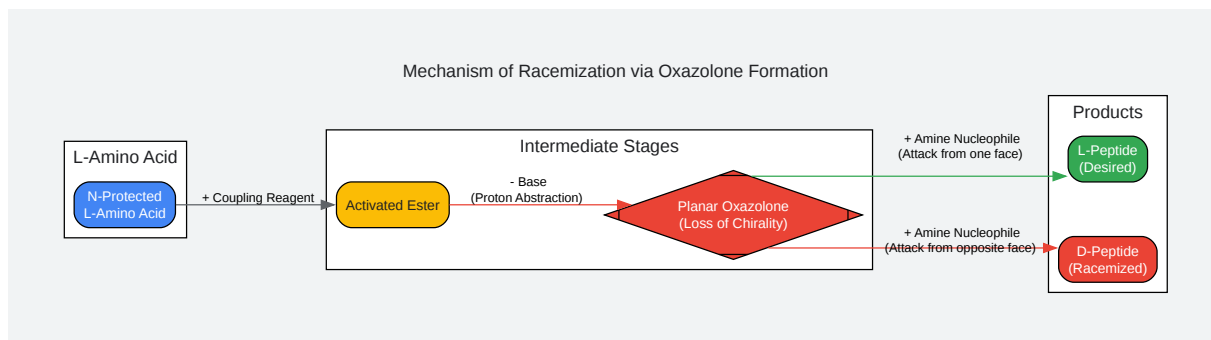 Mechanism of Racemization via Oxazolone Formation
L-Amino Acid
N-Protected
L-Amino Acid
+ Coupling Reagent
Intermediate Stages
Activated Ester
- Base
(Proton Abstraction)
Planar Oxazolone
(Loss of Chirality)
+ Amine Nucleophile
(Attack from one face)
+ Amine Nucleophile
(Attack from opposite face)
Products
L-Peptide
(Desired)
D-Peptide
(Racemized)